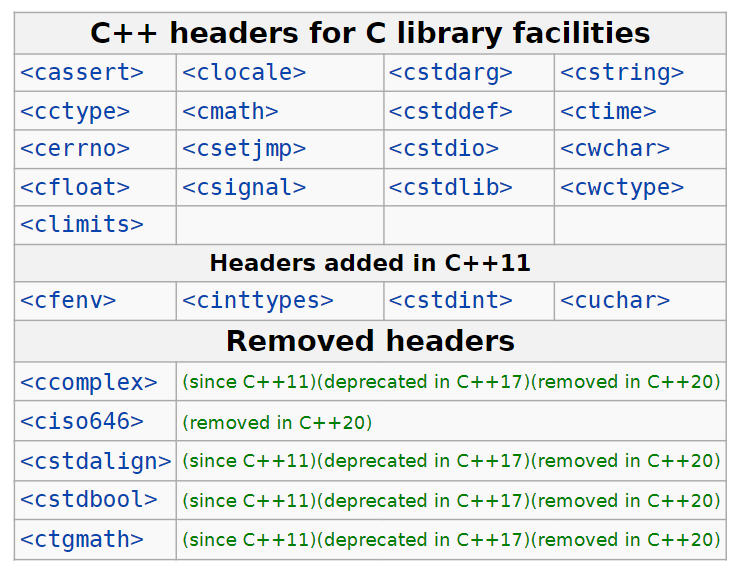 C++ headers for C library facilities
<cassert> <clocale> <cstdarg> <cstring>
<cctype> <cmath> <cstddef> <ctime>
<cerrno> <csetjmp> <cstdio> <cwchar>
<cfloat> <csignal> <cstdlib> <cwctype>
<climits>
Headers added in C++11
<cfenv> <cinttypes> <cstdint> <cuchar>
Removed headers
<ccomplex> (since C++11)(deprecated in C++17)(removed in C++20)
<ciso646> (removed in C++20)
<cstdalign> (since C++11)(deprecated in C++17)(removed in C++20)
<cstdbool> (since C++11)(deprecated in C++17)(removed in C++20)
<ctgmath> (since C++11)(deprecated in C++17)(removed in C++20)